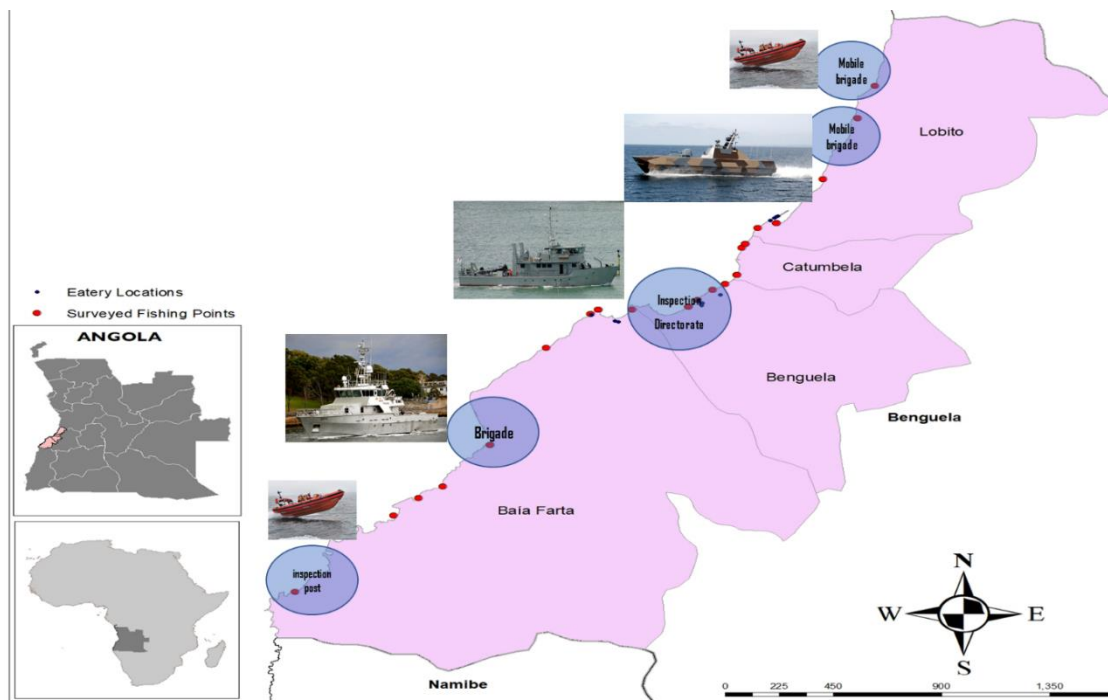 Mobile
brigade
Mobile
brigade
Lobito
Catumbela
Inspection
Directorate
Benguela
Benguela
Eatery Locations
Surveyed Fishing Points
ANGOLA
Brigade
Baía Farta
inspection
post
Namibe
N
W
E
S
0 225 450 900 1,350